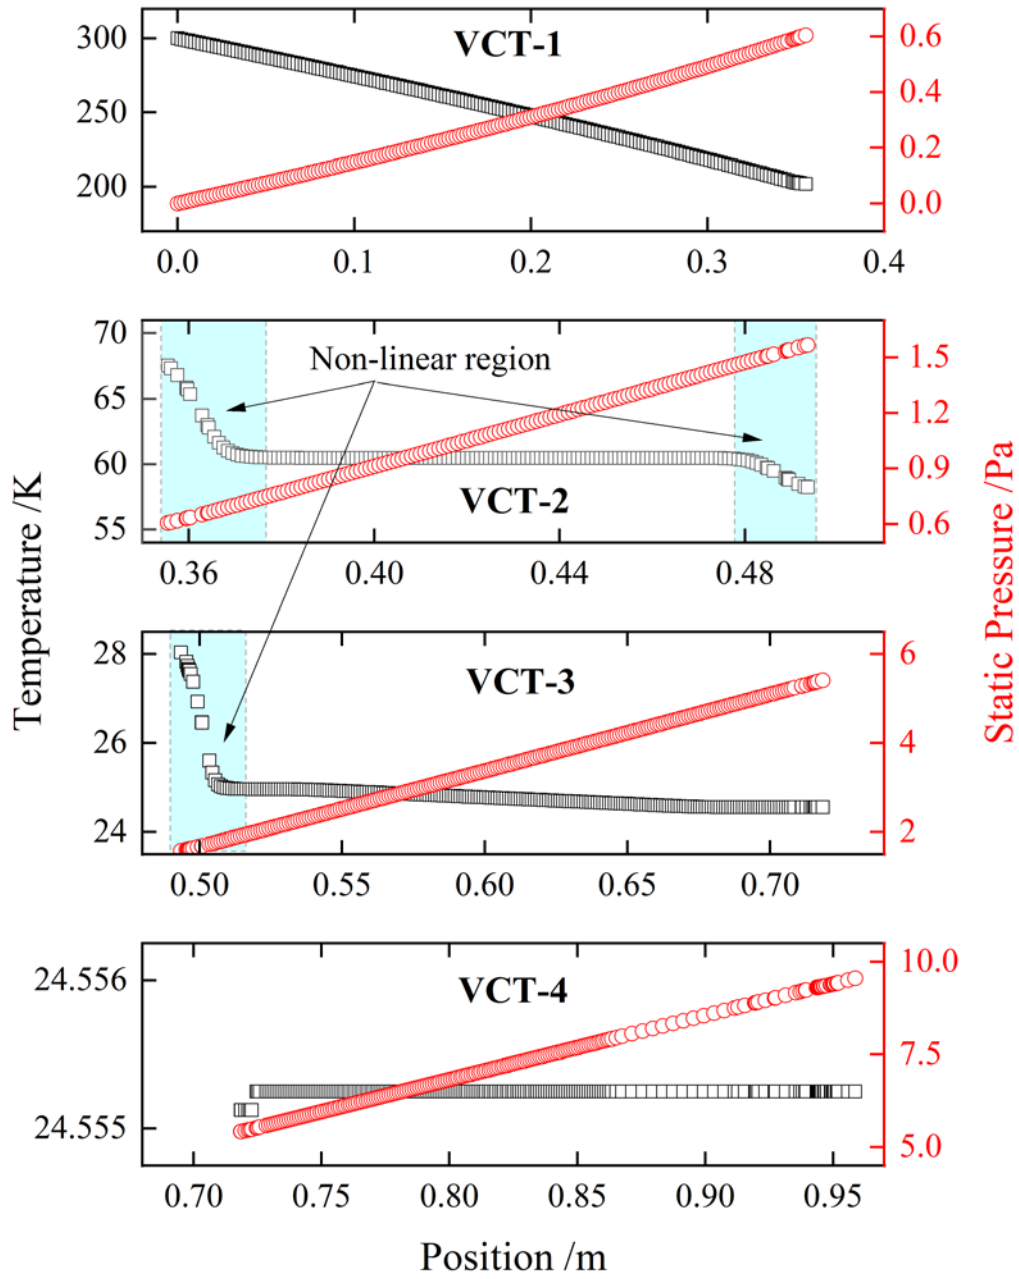 VCT-1
300
250
200
0.6
0.4
0.2
0.0
0.0 0.1 0.2 0.3 0.4
Non-linear region
VCT-2
70
65
60
55
1.5
1.2
0.9
0.6
0.36 0.40 0.44 0.48
VCT-3
28
26
24
6
4
2
0.50 0.55 0.60 0.65 0.70
VCT-4
24.556
24.555
10.0
7.5
5.0
0.70 0.75 0.80 0.85 0.90 0.95
Temperature /K
Static Pressure /Pa
Position /m